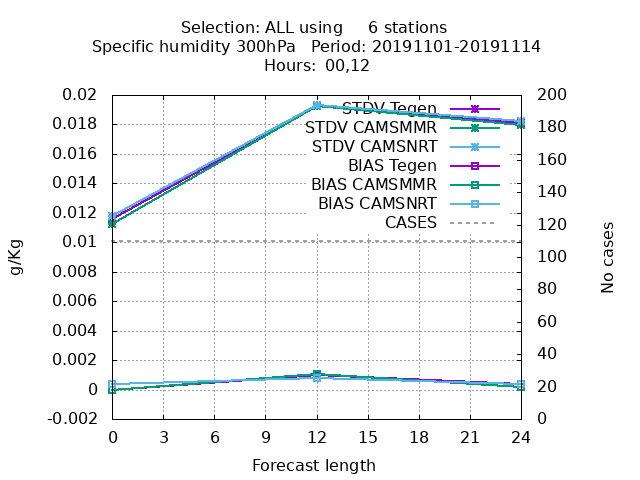 Selection: ALL using     6 stations
Specific humidity 300hPa   Period: 20191101-20191114
Hours: 00,12
0.02
0.018
0.016
0.014
0.012
0.01
0.008
0.006
0.004
0.002
0
-0.002
g/Kg
STDV Tegen
STDV CAMSMMR
STDV CAMSNRT
BIAS Tegen
BIAS CAMSMMR
BIAS CAMSNRT
CASES
200
180
160
140
120
100
80
60
40
20
0
No cases
0 3 6 9 12 15 18 21 24
Forecast length